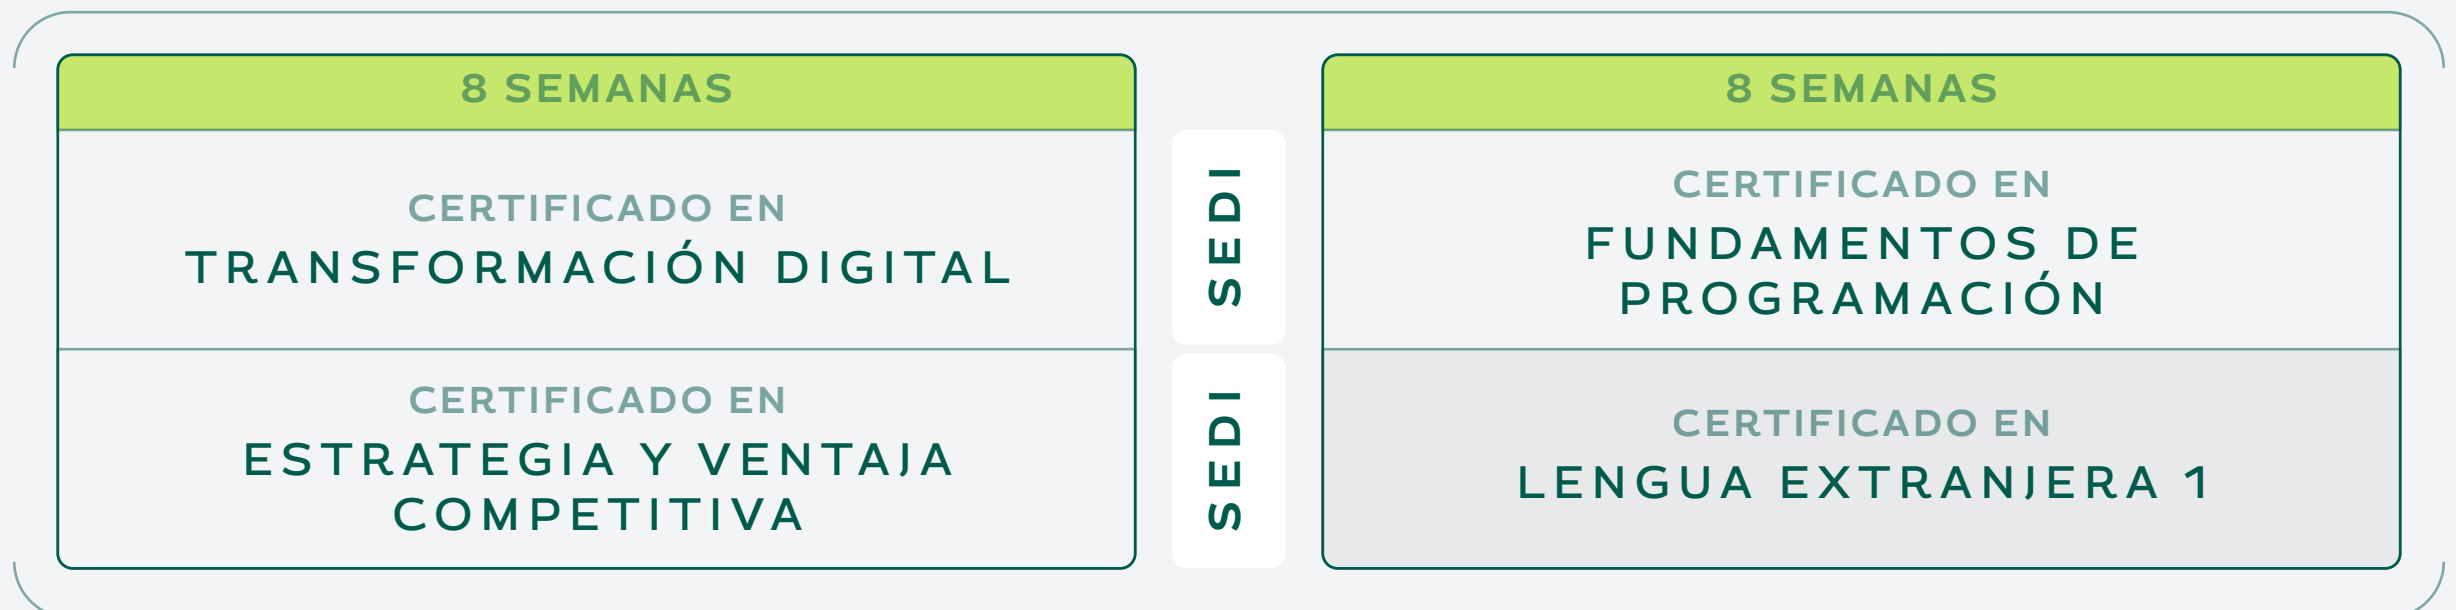 8 SEMANAS
CERTIFICADO EN
TRANSFORMACIÓN DIGITAL
CERTIFICADO EN
ESTRATEGIA Y VENTAJA
COMPETITIVA
SEDI
SEDI
8 SEMANAS
CERTIFICADO EN
FUNDAMENTOS DE
PROGRAMACIÓN
CERTIFICADO EN
LENGUA EXTRANJERA 1